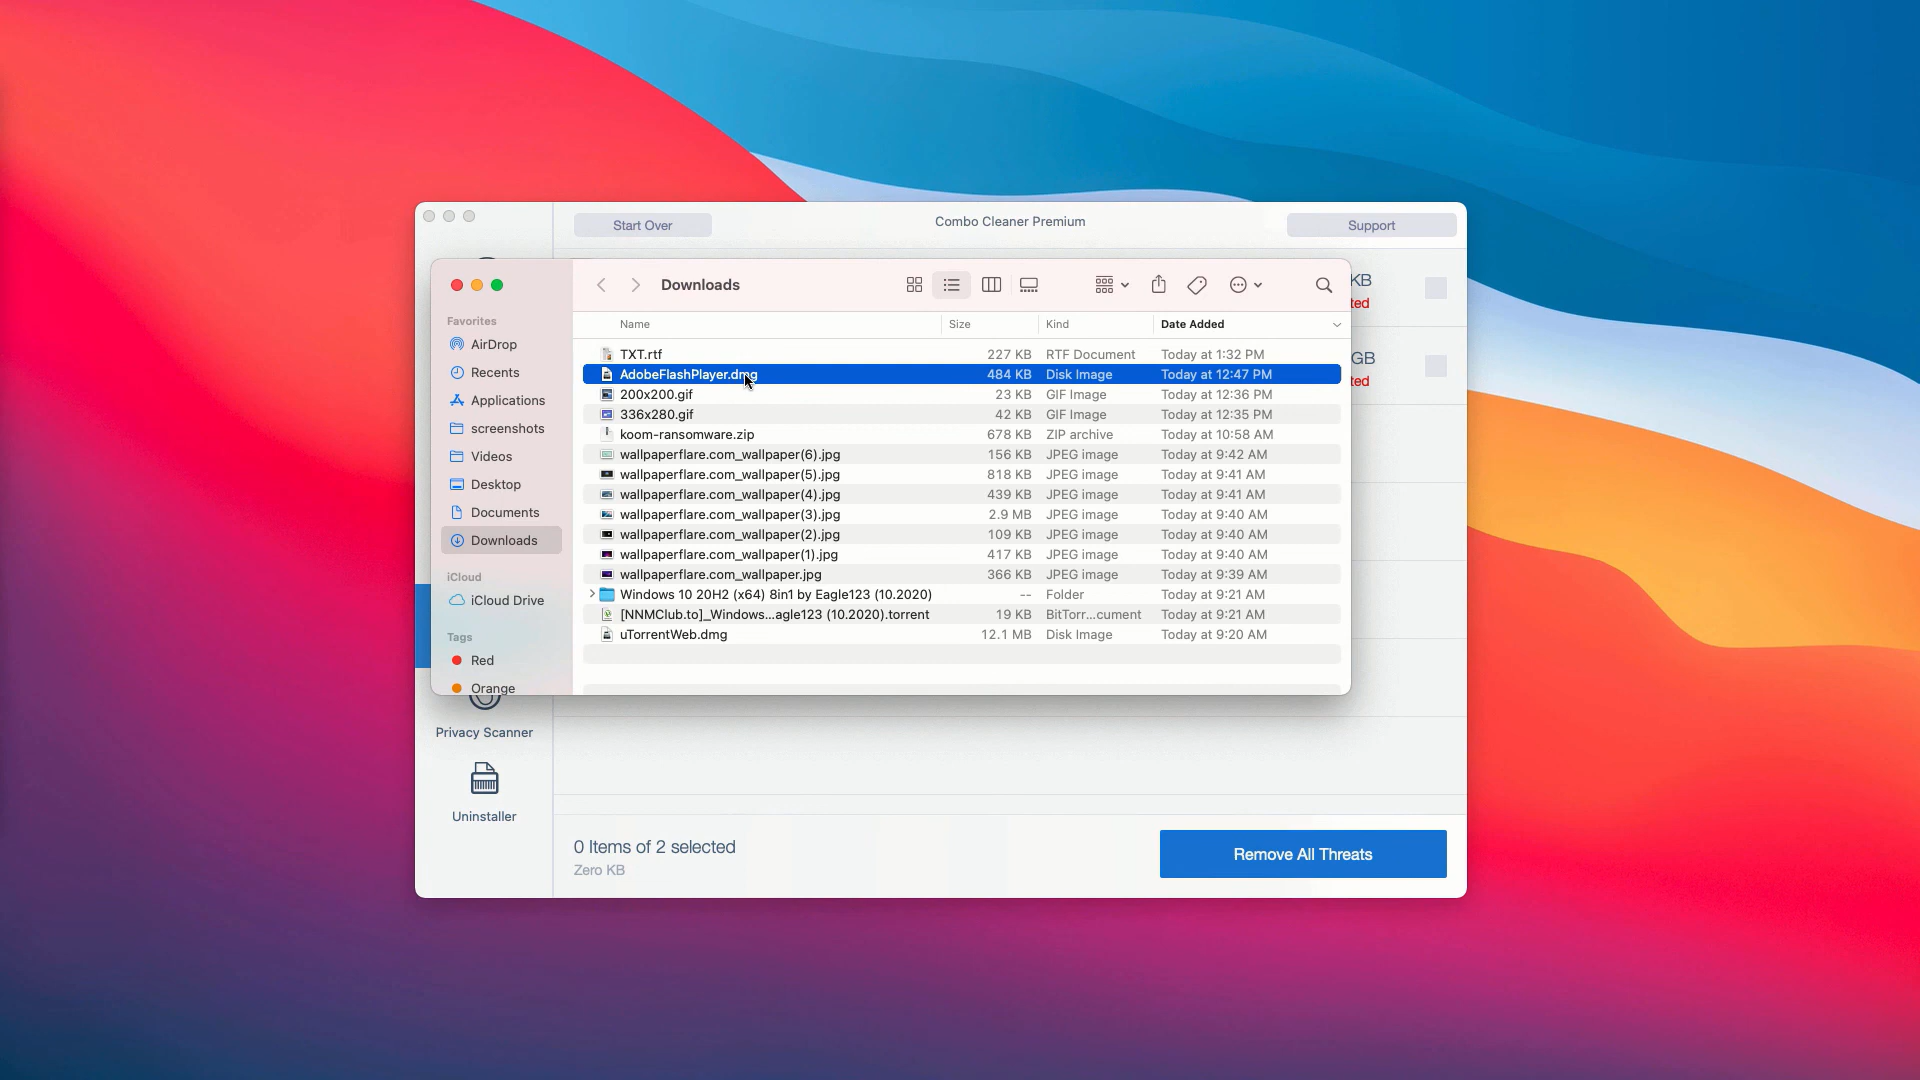 Start Over
Combo Cleaner Premium
Support
KB
ted
GB
ted
Downloads
Favorites
AirDrop
Recents
Applications
screenshots
Videos
Desktop
Documents
Downloads
iCloud
iCloud Drive
Tags
Red
Orange
Name Size Kind Date Added
TXT.rtf 227 KB RTF Document Today at 1:32 PM
AdobeFlashPlayer.dmg 484 KB Disk Image Today at 12:47 PM
200x200.gif 23 KB GIF Image Today at 12:36 PM
336x280.gif 42 KB GIF Image Today at 12:35 PM
koom-ransomware.zip 678 KB ZIP archive Today at 10:58 AM
wallpaperflare.com_wallpaper(6).jpg 156 KB JPEG image Today at 9:42 AM
wallpaperflare.com_wallpaper(5).jpg 818 KB JPEG image Today at 9:41 AM
wallpaperflare.com_wallpaper(4).jpg 439 KB JPEG image Today at 9:41 AM
wallpaperflare.com_wallpaper(3).jpg 2.9 MB JPEG image Today at 9:40 AM
wallpaperflare.com_wallpaper(2).jpg 109 KB JPEG image Today at 9:40 AM
wallpaperflare.com_wallpaper(1).jpg 417 KB JPEG image Today at 9:40 AM
wallpaperflare.com_wallpaper.jpg 366 KB JPEG image Today at 9:39 AM
Windows 10 20H2 (x64) 8in1 by Eagle123 (10.2020) -- Folder Today at 9:21 AM
[NNMClub.to]_Windows...agle123 (10.2020).torrent 19 KB BitTorr...cument Today at 9:21 AM
uTorrentWeb.dmg 12.1 MB Disk Image Today at 9:20 AM
Privacy Scanner
Uninstaller
0 Items of 2 selected
Zero KB
Remove All Threats